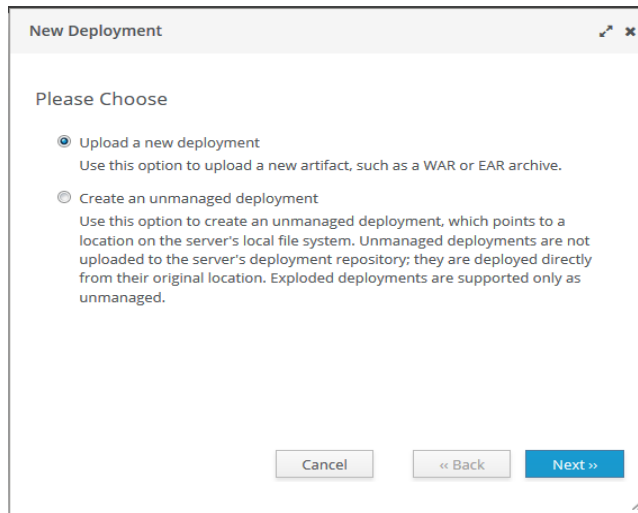 New Deployment
Please Choose
Upload a new deployment
Use this option to upload a new artifact, such as a WAR or EAR archive.
Create an unmanaged deployment
Use this option to create an unmanaged deployment, which points to a
location on the server's local file system. Unmanaged deployments are not
uploaded to the server's deployment repository; they are deployed directly
from their original location. Exploded deployments are supported only as
unmanaged.
Cancel
‹‹ Back
Next ››